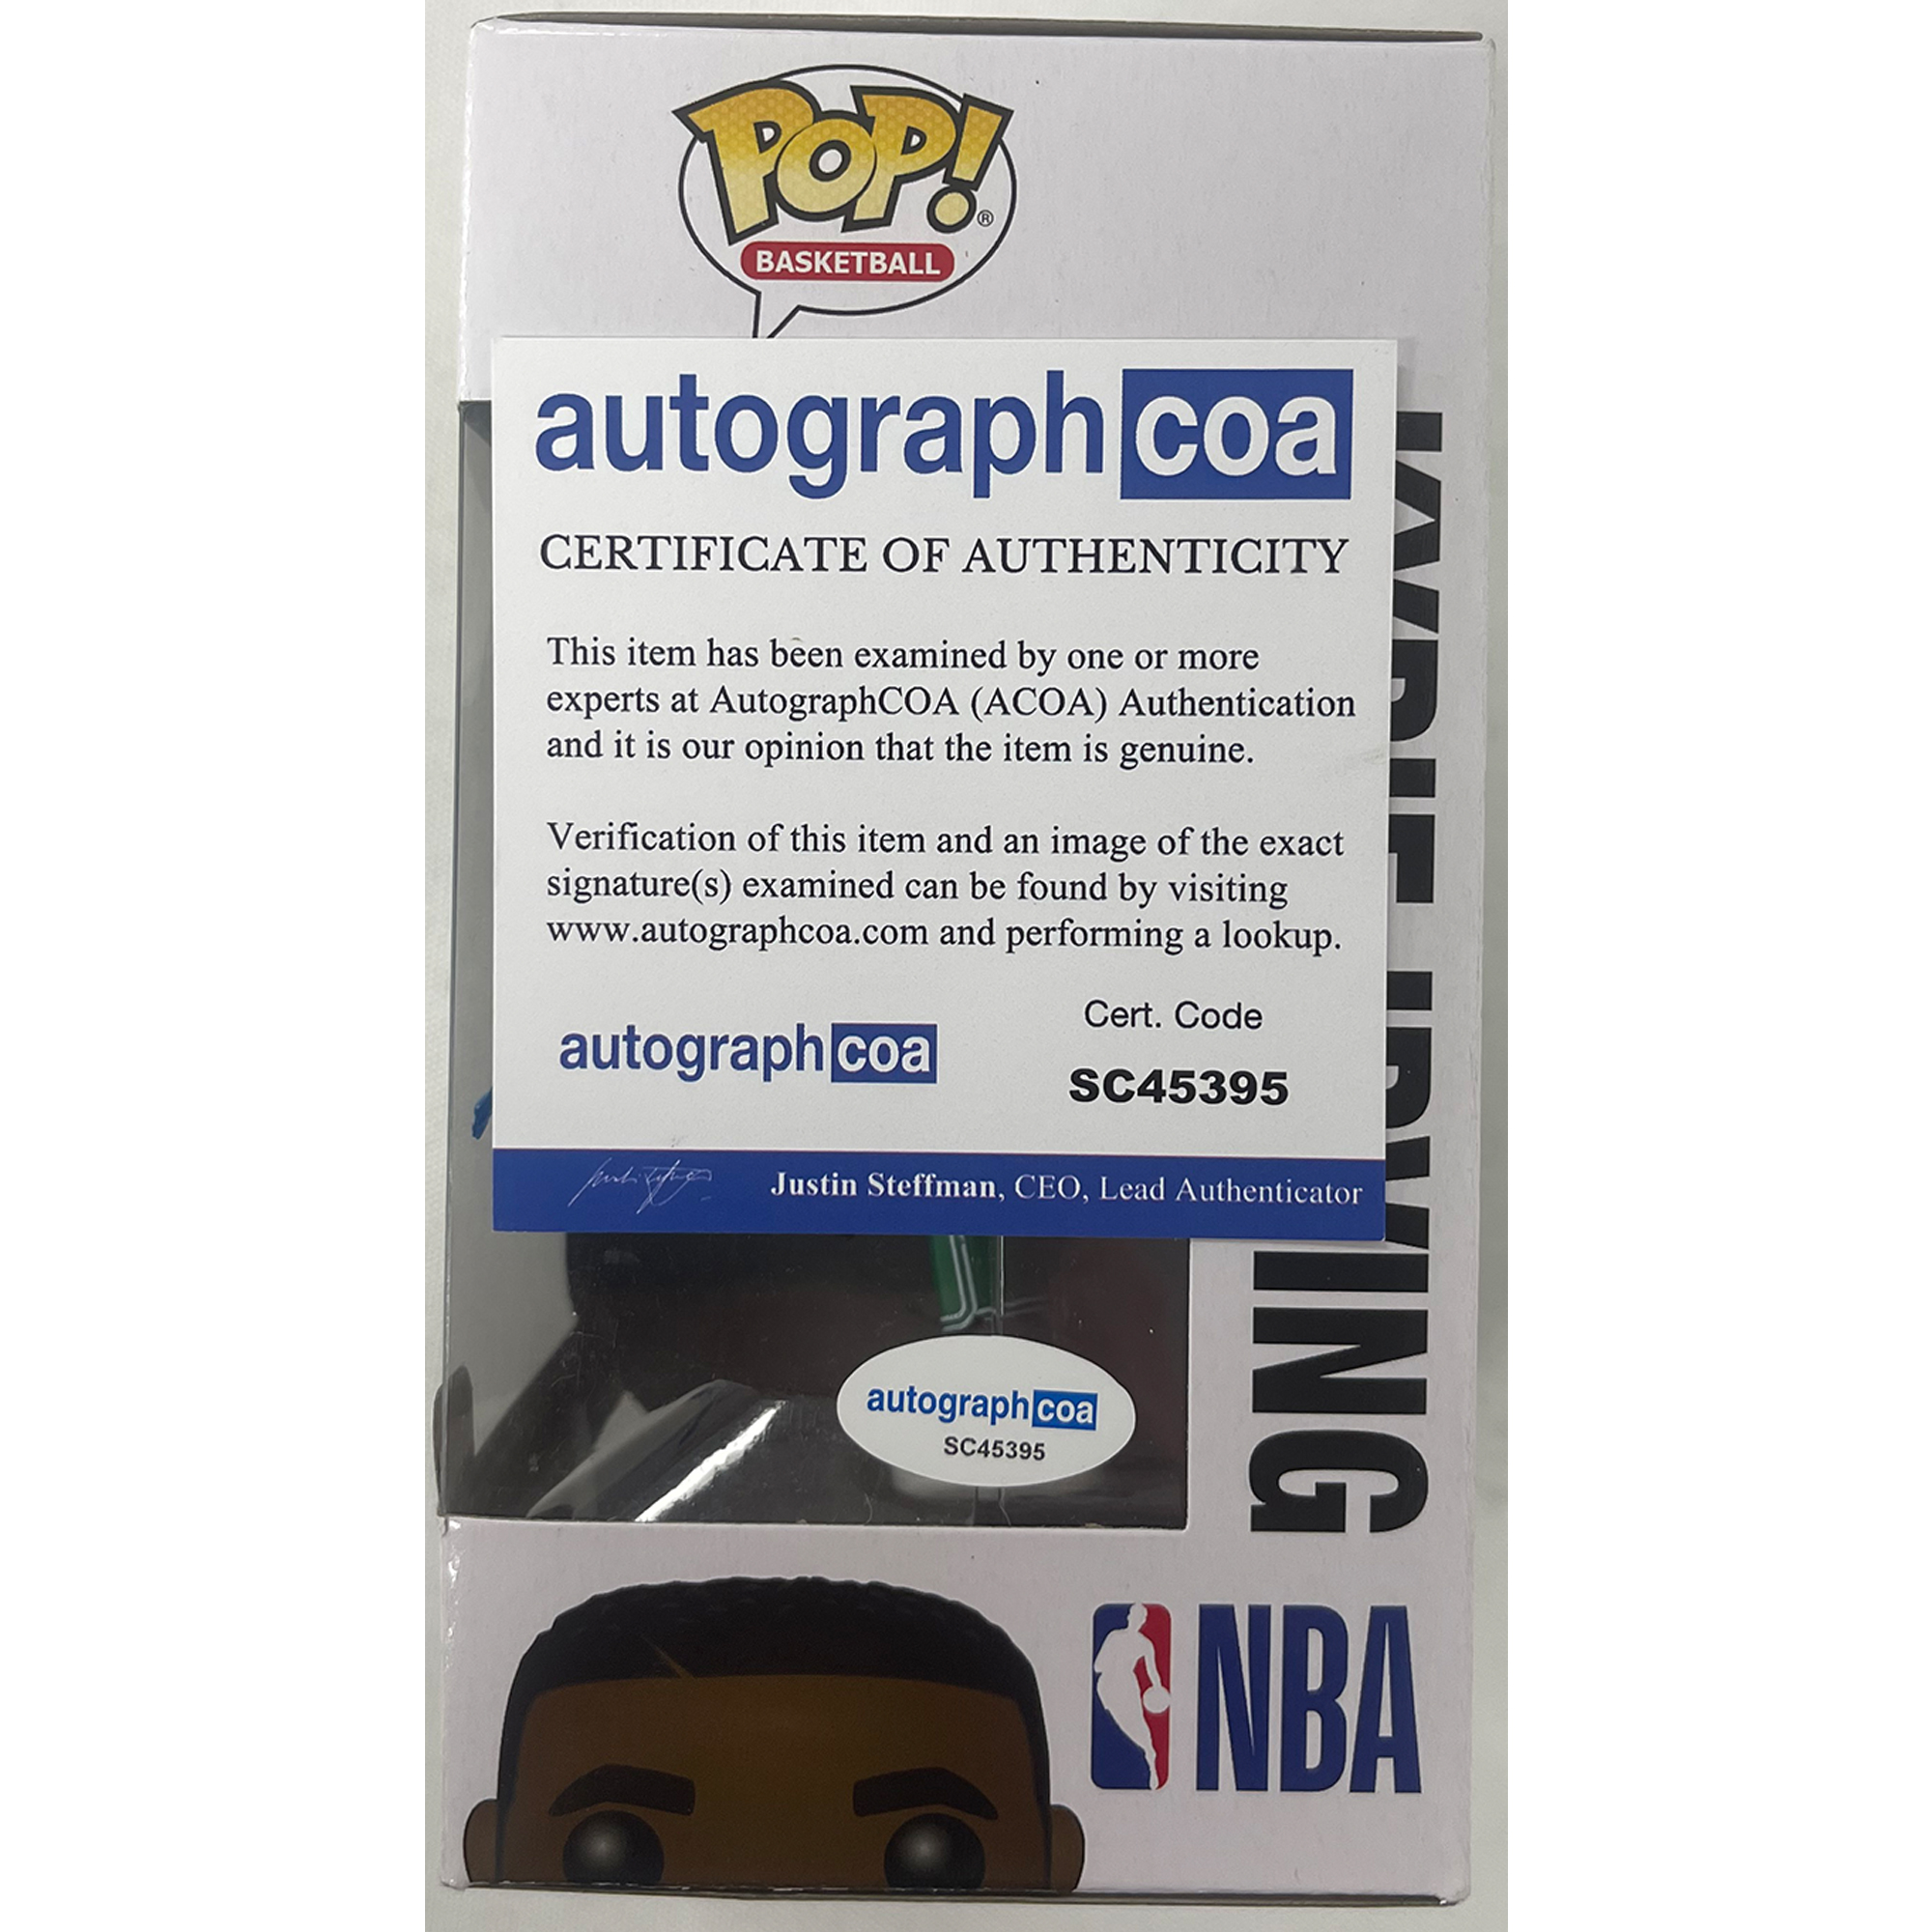 POP!®
BASKETBALL
autographcoa
CERTIFICATE OF AUTHENTICITY
This item has been examined by one or more
experts at AutographCOA (ACOA) Authentication
and it is our opinion that the item is genuine.
Verification of this item and an image of the exact
signature(s) examined can be found by visiting
www.autographcoa.com and performing a lookup.
autographcoa
Cert. Code
SC45395
Justin Steffman, CEO, Lead Authenticator
KYRIE IRVING
autographcoa
SC45395
NBA